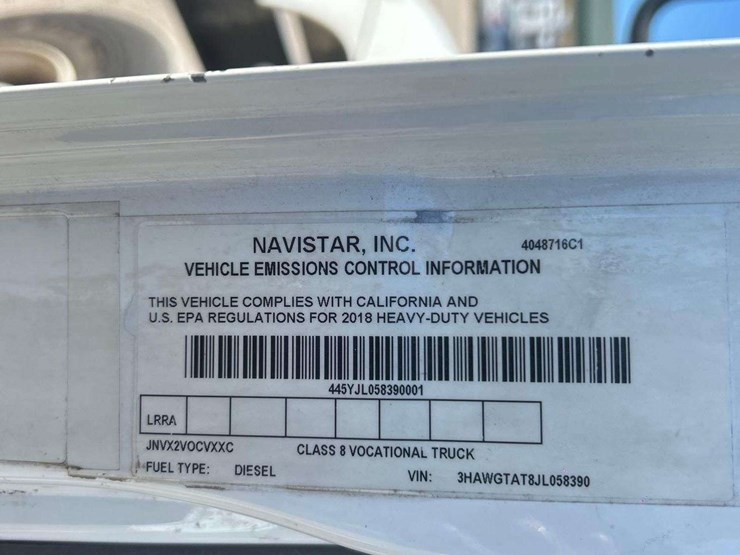 NAVISTAR, INC. 4048716C1
VEHICLE EMISSIONS CONTROL INFORMATION
THIS VEHICLE COMPLIES WITH CALIFORNIA AND
U.S. EPA REGULATIONS FOR 2018 HEAVY-DUTY VEHICLES
445YJL058390001
LRRA
JNVX2VOCVXXC CLASS 8 VOCATIONAL TRUCK
FUEL TYPE: DIESEL VIN: 3HAWGTAT8JL058390